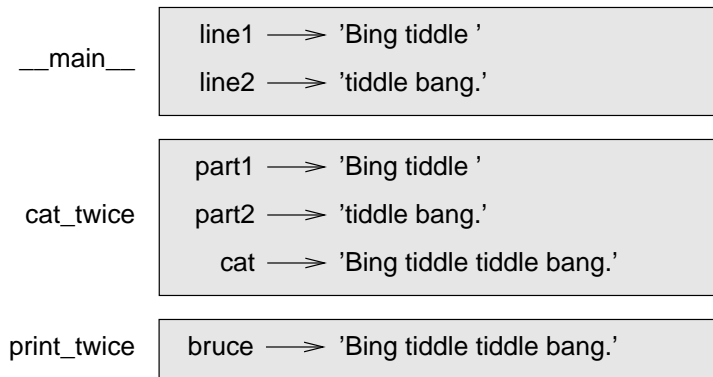 __main__
line1 ’Bing tiddle ’
line2 ’tiddle bang.’
cat_twice
part1 ’Bing tiddle ’
part2 ’tiddle bang.’
cat ’Bing tiddle tiddle bang.’
print_twice
bruce ’Bing tiddle tiddle bang.’